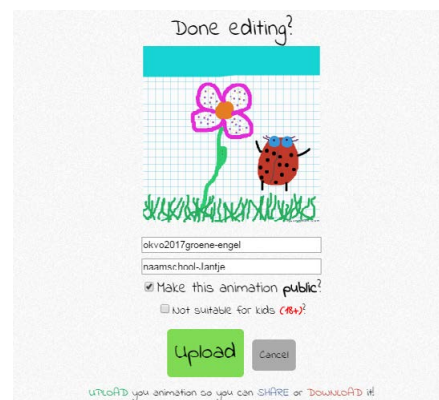 Done editing?
okvo2017groene-engel
naamschool-Jantje
Make this animation public?
Not suitable for kids (18+)?
Upload
Cancel
UPLOAD you animation so you can SHARE or DOWNLOAD it!